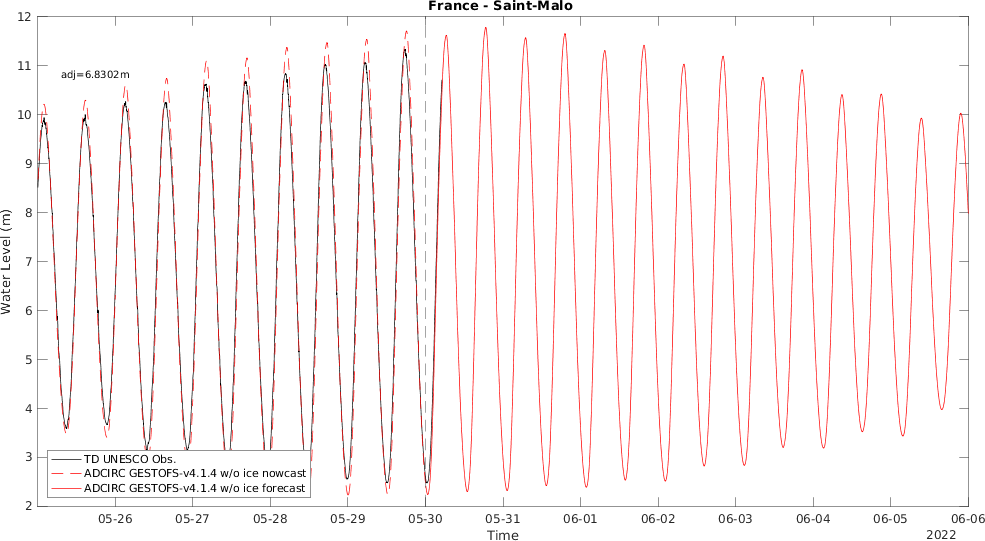 France - Saint-Malo
12
11
10
9
8
7
6
5
4
3
2
Water Level (m)
adj=6.8302m
TD UNESCO Obs.
ADCIRC GESTOFS-v4.1.4 w/o ice nowcast
ADCIRC GESTOFS-v4.1.4 w/o ice forecast
05-26 05-27 05-28 05-29 05-30 05-31 06-01 06-02 06-03 06-04 06-05 06-06
Time
2022